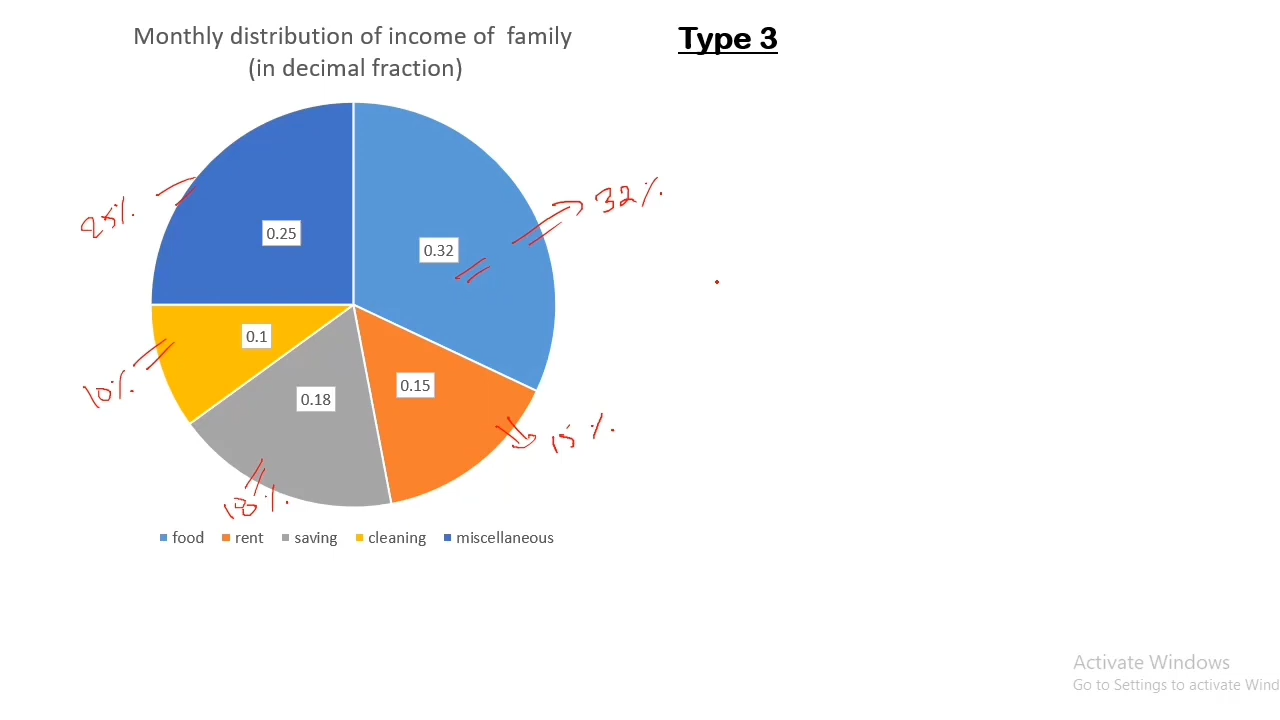 Monthly distribution of income of family
(in decimal fraction)
Type 3
25%
0.25
0.32
32%
0.1
10%
0.18
0.15
15%
18%
food rent saving cleaning miscellaneous
Activate Windows
Go to Settings to activate Wind